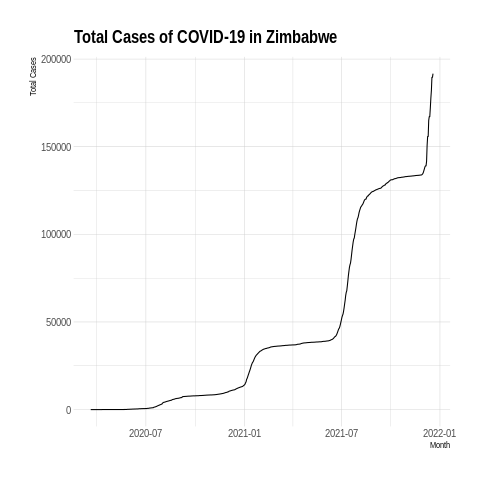 Total Cases of COVID-19 in Zimbabwe
Total Cases
200000
150000
100000
50000
0
2020-07 2021-01 2021-07 2022-01
Month